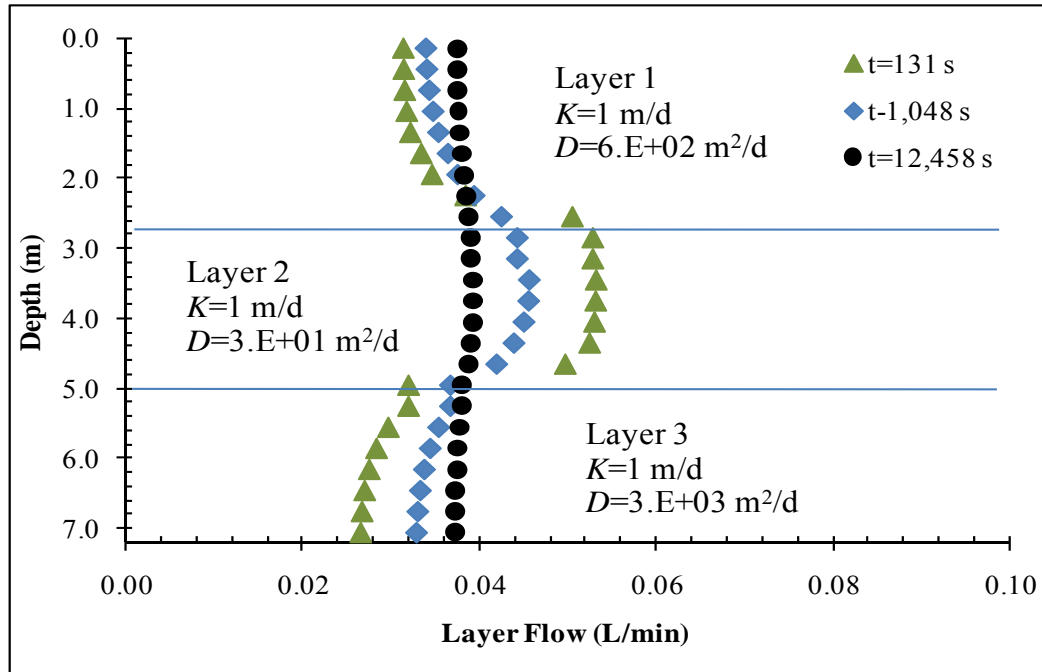 0.0
1.0
2.0
3.0
4.0
5.0
6.0
7.0
Depth (m)
Layer 1
K=1 m/d
D=6.E+02 m²/d
t=131 s
t-1,048 s
t=12,458 s
Layer 2
K=1 m/d
D=3.E+01 m²/d
Layer 3
K=1 m/d
D=3.E+03 m²/d
0.00
0.02
0.04
0.06
0.08
0.10
Layer Flow (L/min)